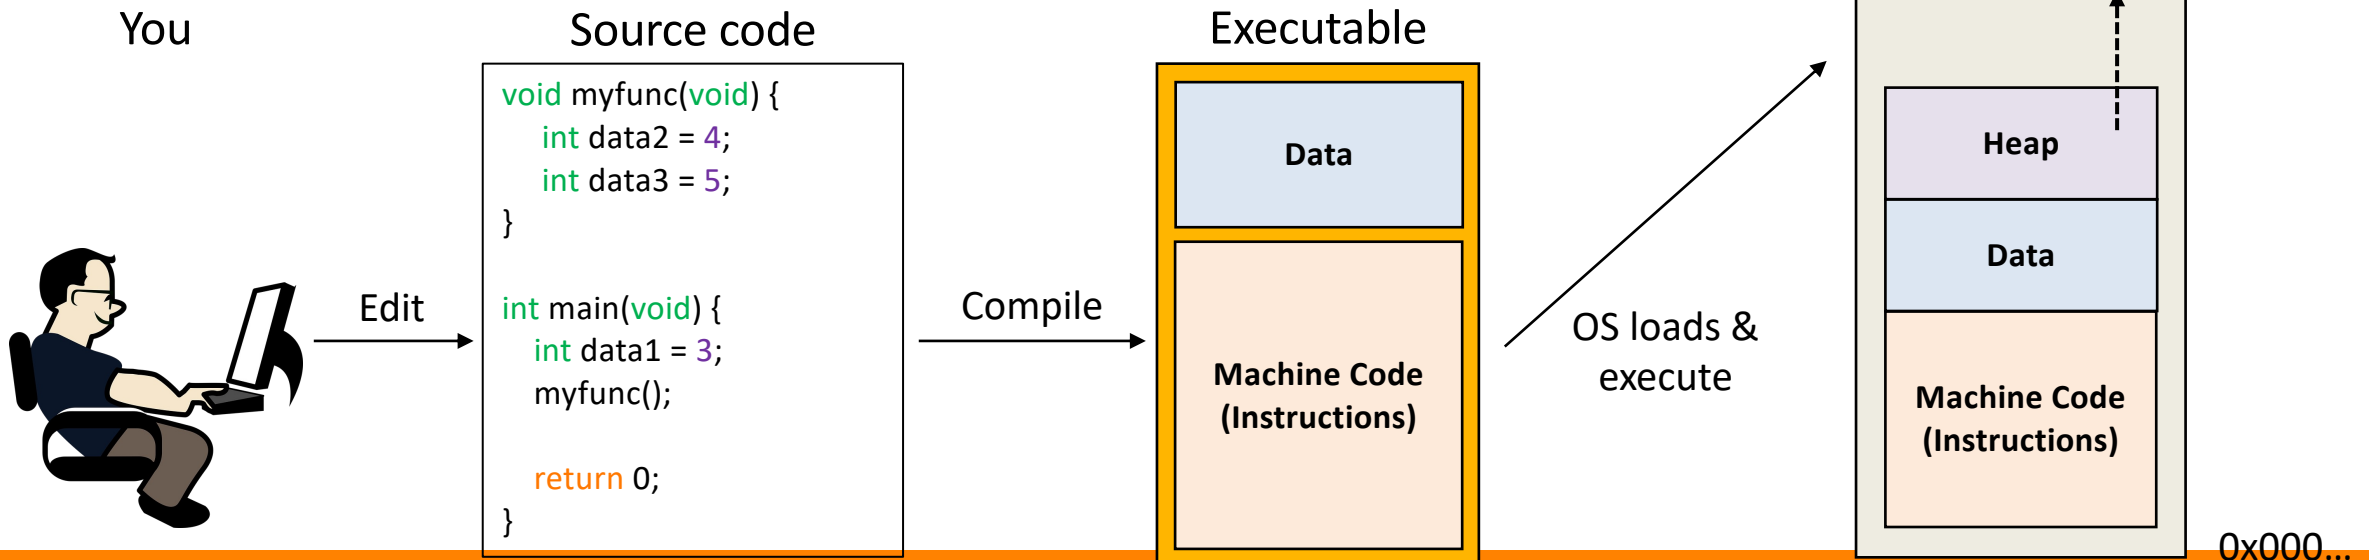 You
Source code
Executable
void myfunc(void) {
int data2 = 4;
int data3 = 5;
}
int main(void) {
int data1 = 3;
myfunc();
return 0;
}
Edit
Compile
Data
Machine Code
(Instructions)
OS loads &
execute
Heap
Data
Machine Code
(Instructions)
0x000...